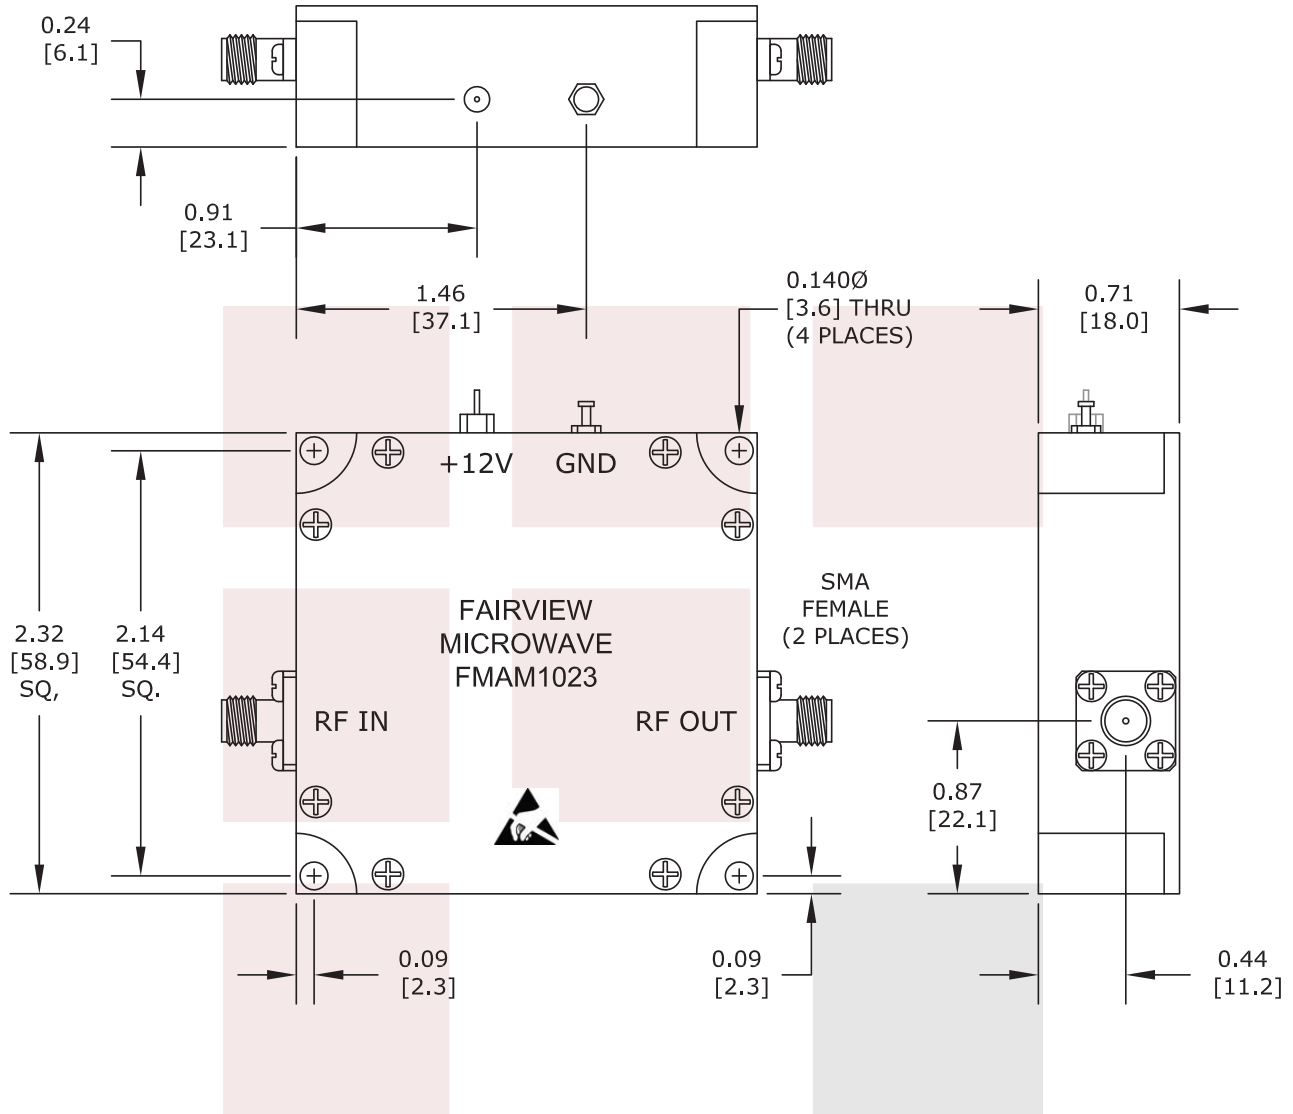 0.24
[6.1]
0.91
[23.1]
1.46
[37.1]
0.140Ø
[3.6] THRU
(4 PLACES)
0.71
[18.0]
+12V
GND
2.32
[58.9]
SQ,
2.14
[54.4]
SQ.
FAIRVIEW
MICROWAVE
FMAM1023
SMA
FEMALE
(2 PLACES)
RF IN
RF OUT
0.87
[22.1]
0.09
[2.3]
0.09
[2.3]
0.44
[11.2]